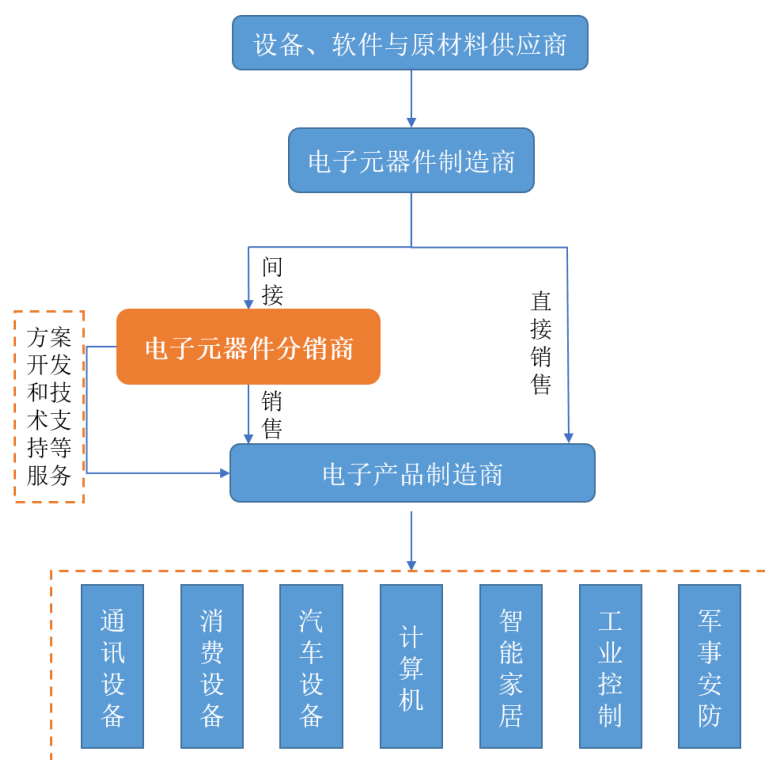 设备、软件与原材料供应商
电子元器件制造商
间接
直接销售
电子元器件分销商
方案
开发
和技
术支
持等
服务
销售
电子产品制造商
通讯设备
消费设备
汽车设备
计算机
智能家居
工业控制
军事安防